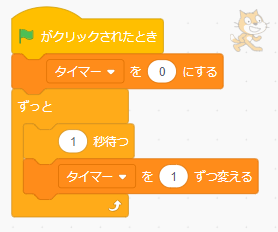 がクリックされたとき
タイマー を 0 にする
ずっと
1 秒待つ
タイマー を 1 ずつ変える